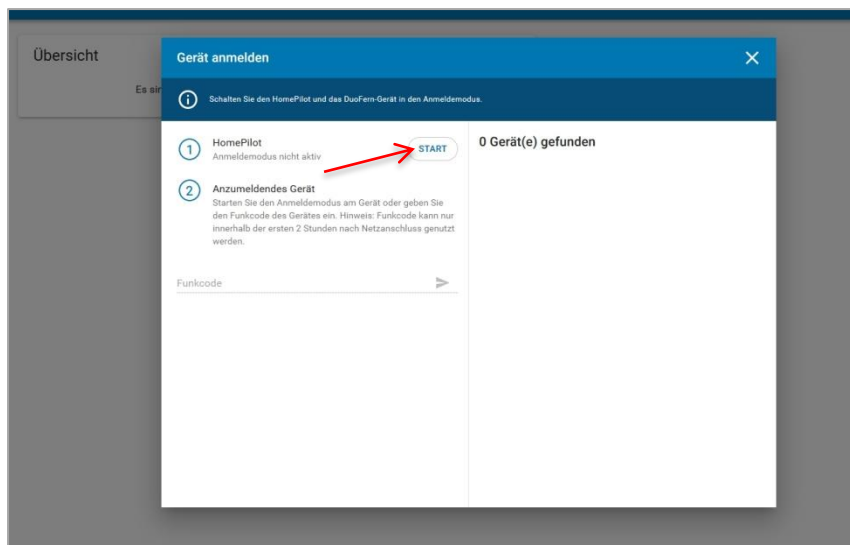 Übersicht
Es sin
Gerät anmelden
Schalten Sie den HomePilot und das DuoFern-Gerät in den Anmeldemodus.
1
HomePilot
Anmeldemodus nicht aktiv
START
2
Anzumeldendes Gerät
Starten Sie den Anmeldemodus am Gerät oder geben Sie
den Funkcode des Gerätes ein. Hinweis: Funkcode kann nur
innerhalb der ersten 2 Stunden nach Netzanschluss genutzt
werden.
Funkcode
0 Gerät(e) gefunden